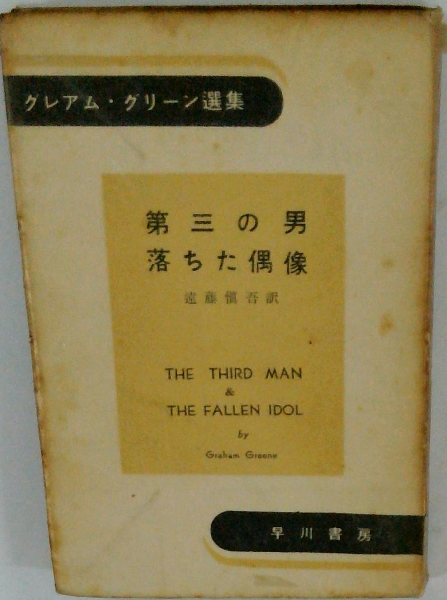 グレアム・グリーン選集
第三の男
落ちた偶像
遠藤慎吾訳
THE THIRD MAN
&
THE FALLEN IDOL
by
Graham Greene
早川書房